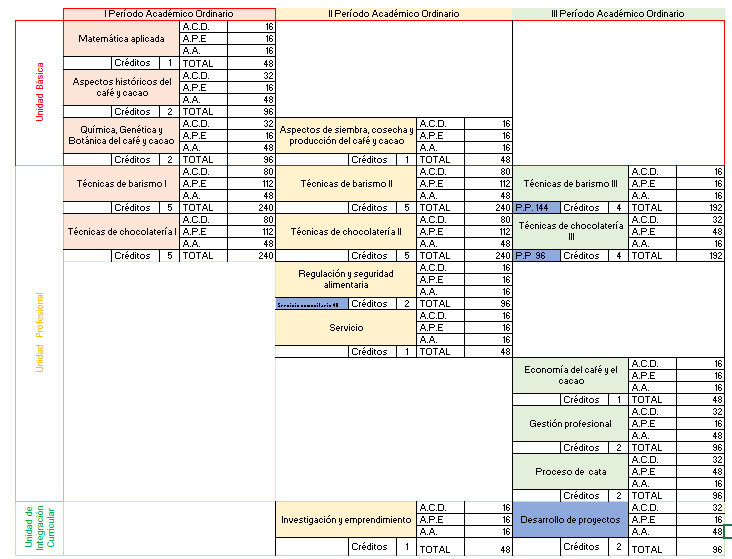 I Período Académico Ordinario II Período Académico Ordinario III Período Académico Ordinario
Unidad Básica
Matemática aplicada
A.C.D. 16
A.P.E 16
A.A. 16
Créditos 1 TOTAL 48
Aspectos históricos del
café y cacao
A.C.D. 32
A.P.E 16
A.A. 48
Créditos 2 TOTAL 96
Química, Genética y
Botánica del café y cacao
A.C.D. 32
A.P.E 16
A.A. 48
Créditos 2 TOTAL 96
Aspectos de siembra, cosecha y
producción del café y cacao
A.C.D. 16
A.P.E 16
A.A. 16
Créditos 1 TOTAL 48
Unidad Profesional
Técnicas de barismo I
A.C.D. 80
A.P.E 112
A.A. 48
Créditos 5 TOTAL 240
Técnicas de barismo II
A.C.D. 80
A.P.E 112
A.A. 48
Créditos 5 TOTAL 240
Técnicas de barismo III
A.C.D. 16
A.P.E 16
A.A. 16
P.P. 144 Créditos 4 TOTAL 192
Técnicas de chocolatería I
A.C.D. 80
A.P.E 112
A.A. 48
Créditos 5 TOTAL 240
Técnicas de chocolatería II
A.C.D. 80
A.P.E 112
A.A. 48
Créditos 5 TOTAL 240
Técnicas de chocolatería
III
A.C.D. 32
A.P.E 16
A.A. 48
P.P 96 Créditos 4 TOTAL 192
Regulación y seguridad
alimentaria
A.C.D. 16
A.P.E 16
A.A. 16
Servicio comunitario 48 Créditos 2 TOTAL 96
Servicio
A.C.D. 16
A.P.E 16
A.A. 16
Créditos 1 TOTAL 48
Economía del café y el
cacao
A.C.D. 16
A.P.E 16
A.A. 16
Créditos 1 TOTAL 48
Gestión profesional
A.C.D. 32
A.P.E 16
A.A. 48
Créditos 2 TOTAL 96
Proceso de cata
A.C.D. 32
A.P.E 48
A.A. 16
Créditos 2 TOTAL 96
Unidad de
Integración
Curricular
Investigación y emprendimiento
A.C.D. 16
A.P.E 16
A.A. 16
Créditos 1 TOTAL 48
Desarrollo de proyectos
A.C.D. 32
A.P.E 16
A.A. 48
Créditos 2 TOTAL 96